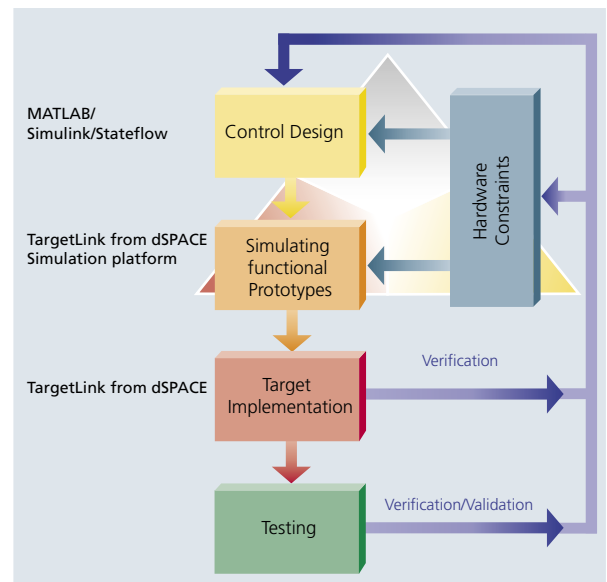 MATLAB/
Simulink/Stateflow
Control Design
Hardware
Constraints
TargetLink from dSPACE
Simulation platform
Simulating
functional
Prototypes
Verification
TargetLink from dSPACE
Target
Implementation
Verification/Validation
Testing